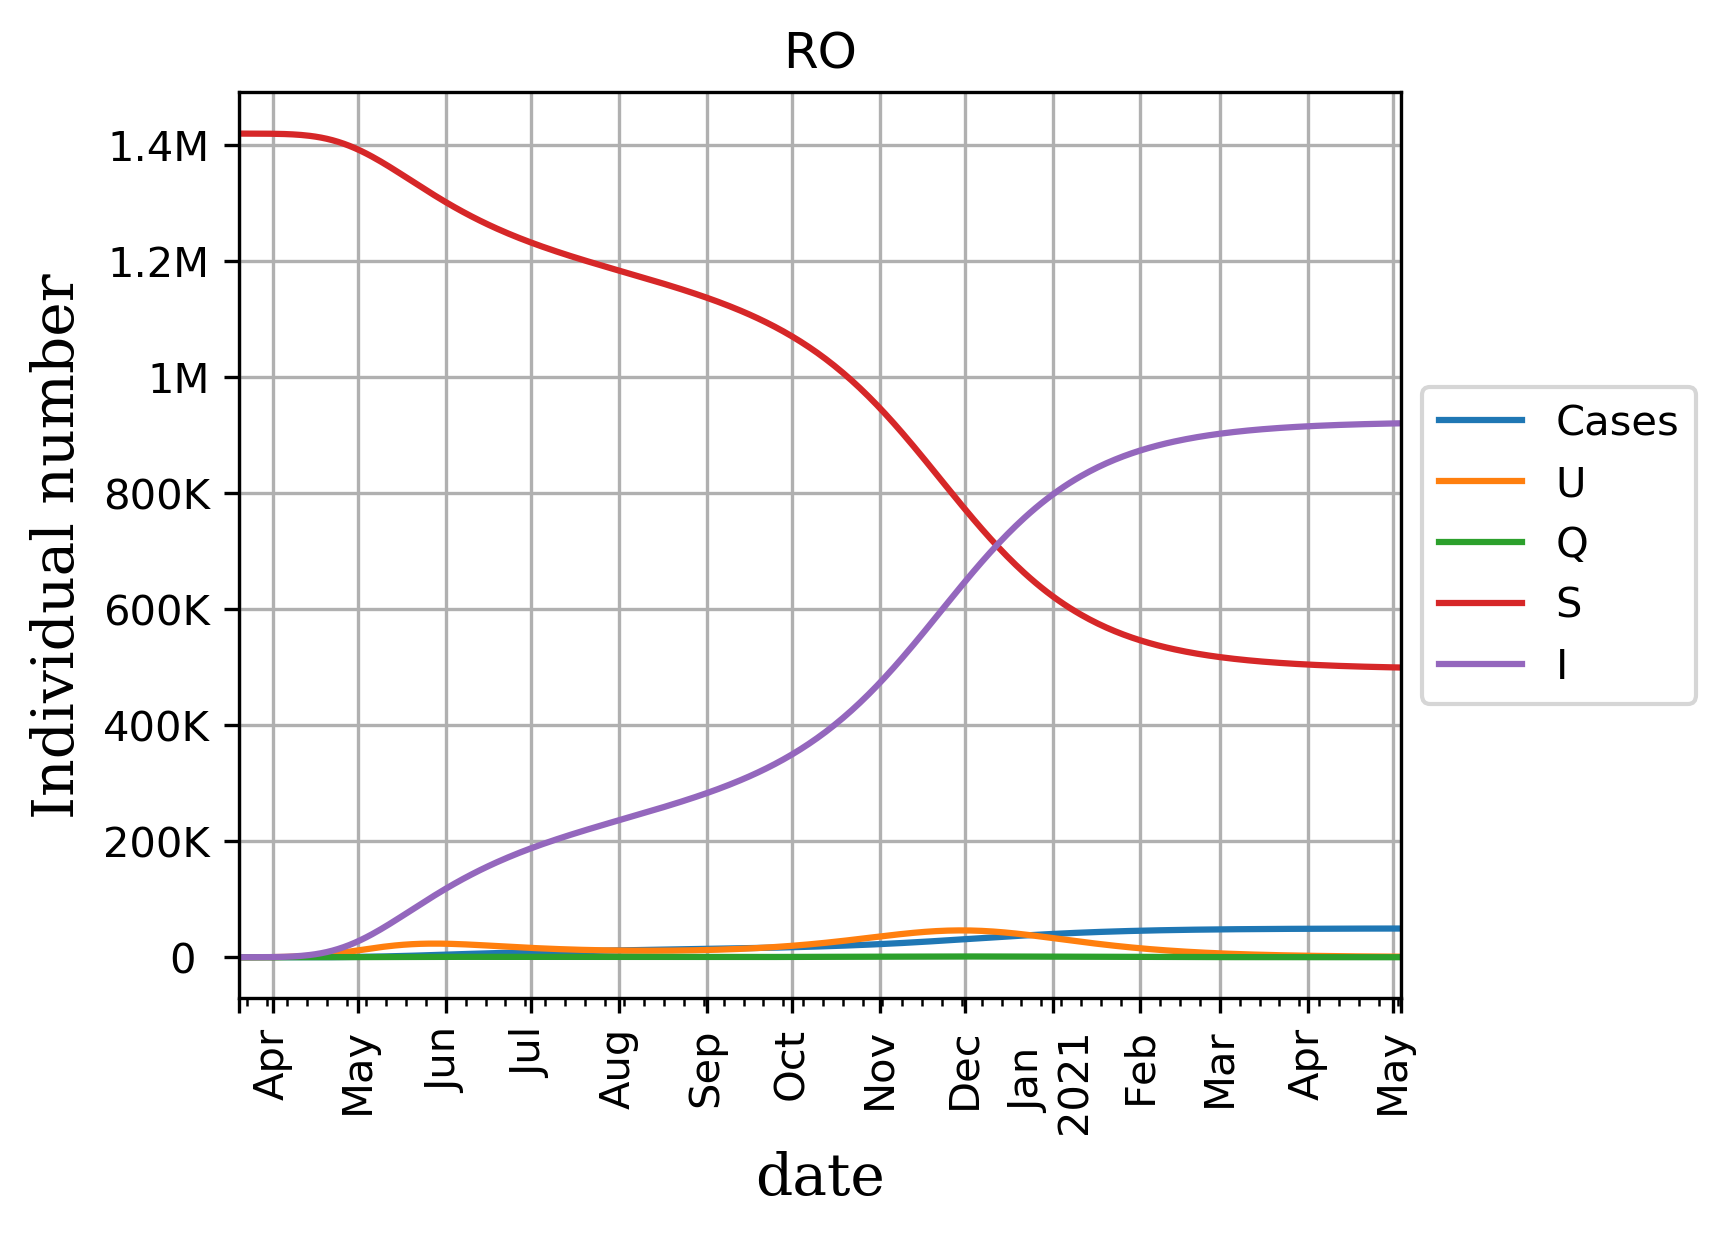 RO
Individual number
1.4M
1.2M
1M
800K
600K
400K
200K
0
Apr
May
Jun
Jul
Aug
Sep
Oct
Nov
Dec
Jan
2021
Feb
Mar
Apr
May
date
Cases
U
Q
S
I